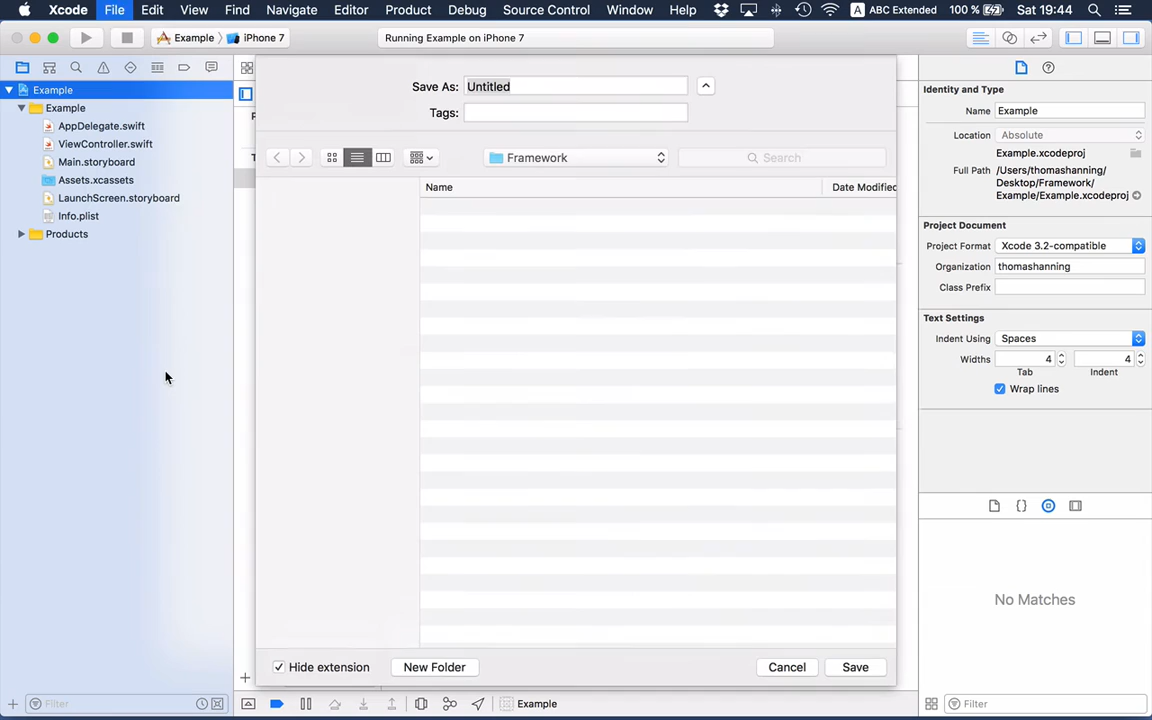 Xcode File Edit View Find Navigate Editor Product Debug Source Control Window Help ABC Extended 100 % Sat 19:44
Example iPhone 7 Running Example on iPhone 7
Example
Example
AppDelegate.swift
ViewController.swift
Main.storyboard
Assets.xcassets
LaunchScreen.storyboard
Info.plist
Products
Filter
Save As: Untitled
Tags:
Framework Search
Name Date Modified
Hide extension New Folder Cancel Save
Example
Identity and Type
Name Example
Location Absolute
Example.xcodeproj
Full Path /Users/thomashanning/
Desktop/Framework/
Example/Example.xcodeproj
Project Document
Project Format Xcode 3.2-compatible
Organization thomashanning
Class Prefix
Text Settings
Indent Using Spaces
Widths 4 4
Tab Indent
Wrap lines
No Matches
Filter